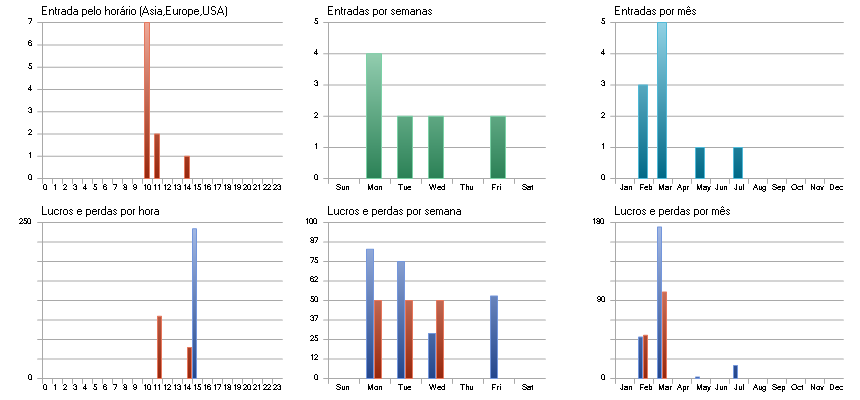 Entrada pelo horário (Asia,Europe,USA)
7
6
5
4
3
2
1
0
0 1 2 3 4 5 6 7 8 9 10 11 12 13 14 15 16 17 18 19 20 21 22 23
Entradas por semanas
5
4
3
2
1
0
Sun Mon Tue Wed Thu Fri Sat
Entradas por mês
5
4
3
2
1
0
Jan Feb Mar Apr May Jun Jul Aug Sep Oct Nov Dec
Lucros e perdas por hora
250
0
0 1 2 3 4 5 6 7 8 9 10 11 12 13 14 15 16 17 18 19 20 21 22 23
Lucros e perdas por semana
100
87
75
62
50
37
25
12
0
Sun Mon Tue Wed Thu Fri Sat
Lucros e perdas por mês
180
90
0
Jan Feb Mar Apr May Jun Jul Aug Sep Oct Nov Dec